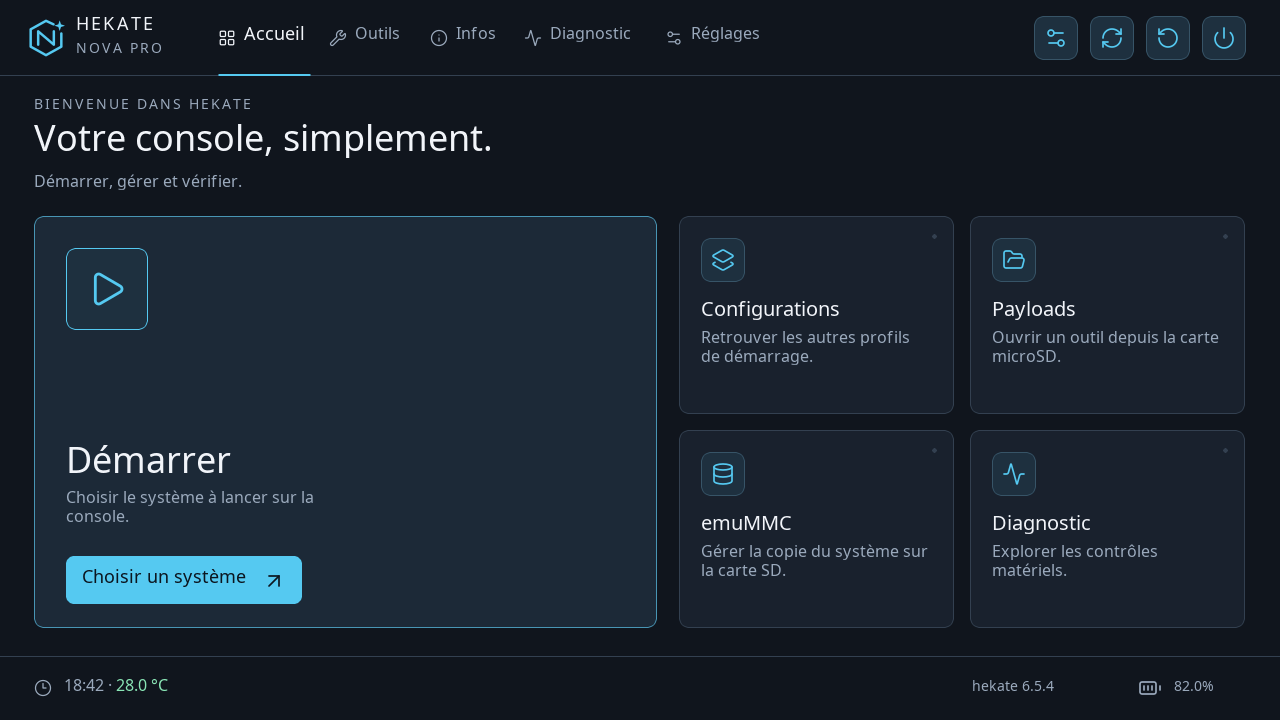 HEKATE
NOVA PRO
Accueil
Outils
Infos
Diagnostic
Réglages
BIENVENUE DANS HEKATE
Votre console, simplement.
Démarrer, gérer et vérifier.
Démarrer
Choisir le système à lancer sur la
console.
Choisir un système
Configurations
Retrouver les autres profils
de démarrage.
Payloads
Ouvrir un outil depuis la carte
microSD.
emuMMC
Gérer la copie du système sur
la carte SD.
Diagnostic
Explorer les contrôles
matériels.
18:42 · 28.0 °C
hekate 6.5.4
82.0%